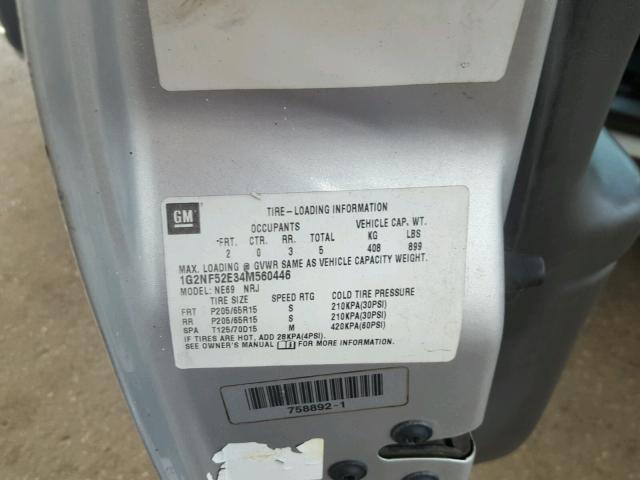 GM
TIRE-LOADING INFORMATION
OCCUPANTS VEHICLE CAP. WT.
FRT. CTR. RR. TOTAL KG LBS
2 0 3 5 408 899
MAX. LOADING @ GVWR SAME AS VEHICLE CAPACITY WEIGHT.
1G2NF52E34M560446
MODEL: NE69 NRJ
TIRE SIZE SPEED RTG COLD TIRE PRESSURE
FRT P205/65R15 S 210KPA(30PSI)
RR P205/65R15 S 210KPA(30PSI)
SPA T125/70D15 M 420KPA(60PSI)
IF TIRES ARE HOT, ADD 28KPA(4PSI)
SEE OWNER'S MANUAL FOR MORE INFORMATION.
758892-1